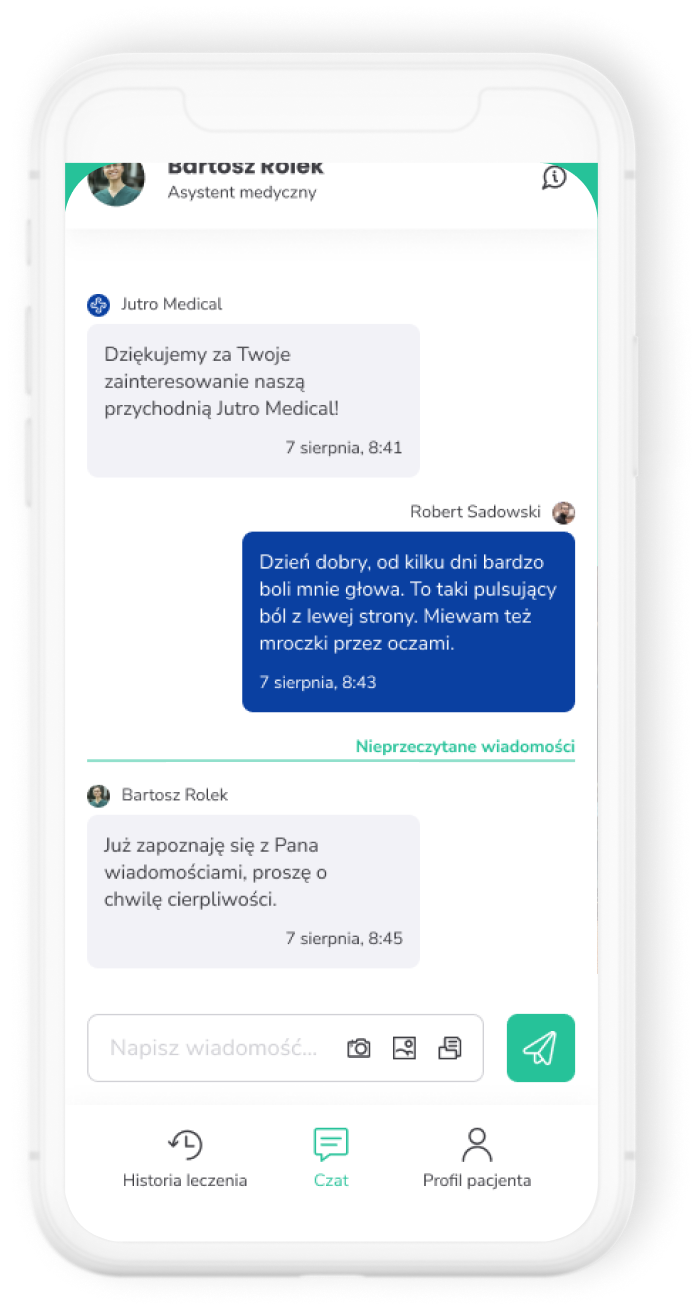 Bartosz Rolek
Asystent medyczny
Jutro Medical
Dziękujemy za Twoje
zainteresowanie naszą
przychodnią Jutro Medical!
7 sierpnia, 8:41
Robert Sadowski
Dzień dobry, od kilku dni bardzo
boli mnie głowa. To taki pulsujący
ból z lewej strony. Miewam też
mroczki przez oczami.
7 sierpnia, 8:43
Nieprzeczytane wiadomości
Bartosz Rolek
Już zapoznaję się z Pana
wiadomościami, proszę o
chwilę cierpliwości.
7 sierpnia, 8:45
Napisz wiadomość...
Historia leczenia
Czat
Profil pacjenta